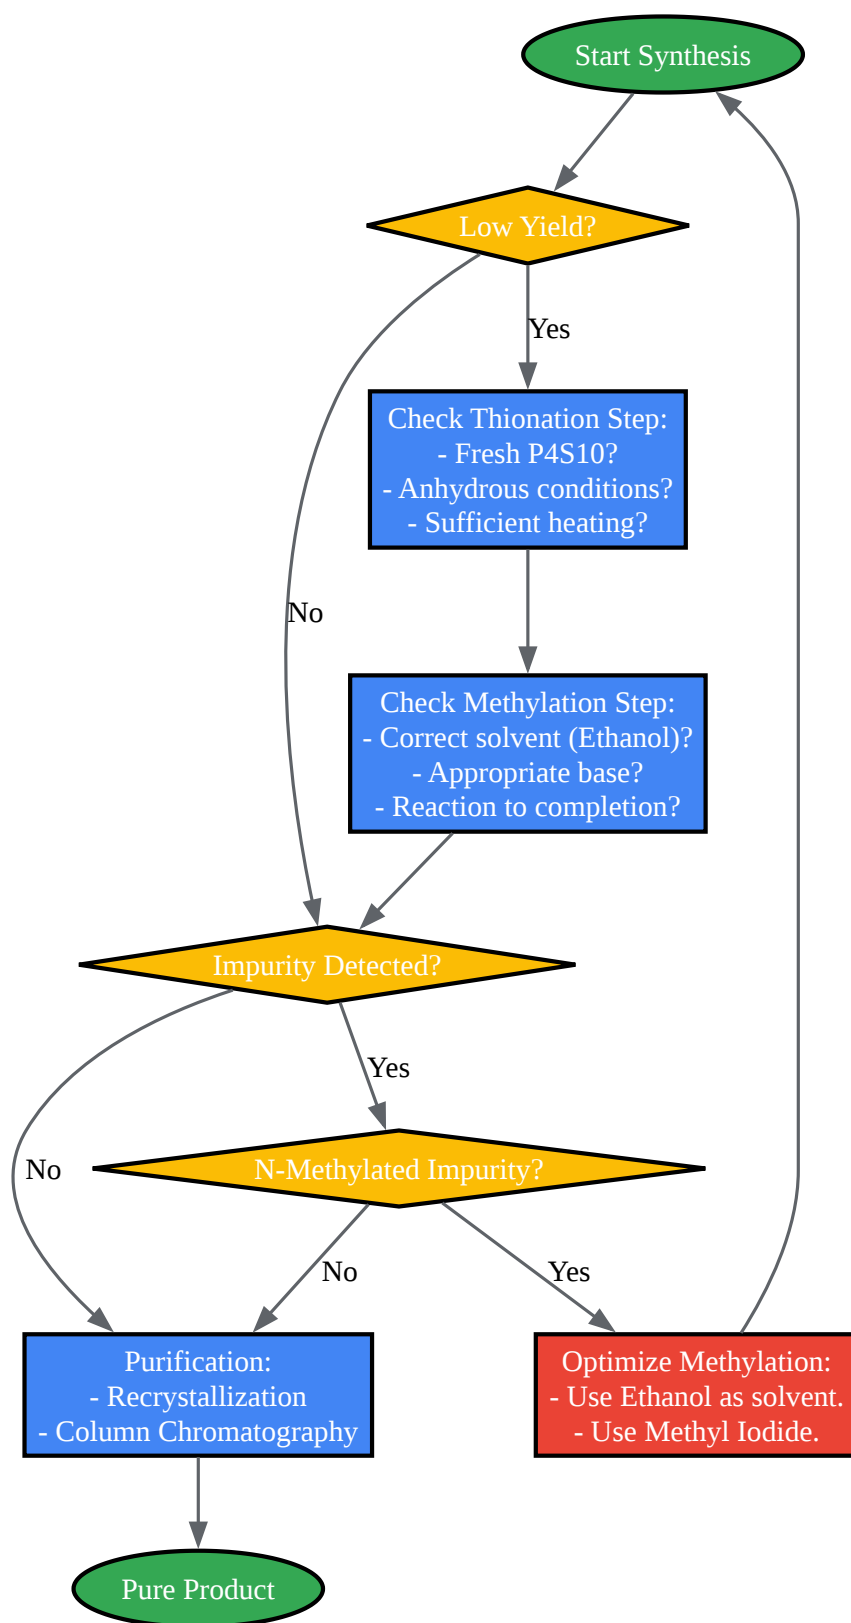 Start Synthesis
Low Yield?
Yes
Check Thionation Step:
- Fresh P4S10?
- Anhydrous conditions?
- Sufficient heating?
No
Check Methylation Step:
- Correct solvent (Ethanol)?
- Appropriate base?
- Reaction to completion?
Impurity Detected?
Yes
No
N-Methylated Impurity?
No
Yes
Purification:
- Recrystallization
- Column Chromatography
Optimize Methylation:
- Use Ethanol as solvent.
- Use Methyl Iodide.
Pure Product